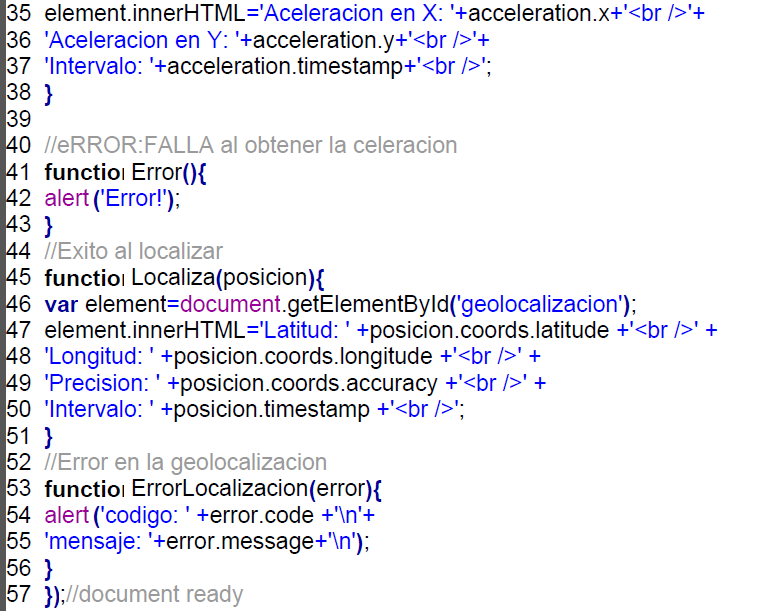 35 element.innerHTML='Aceleracion en X: '+acceleration.x+'<br />'+
36 'Aceleracion en Y: '+acceleration.y+'<br />'+
37 'Intervalo: '+acceleration.timestamp+'<br />';
38 }
39
40 //eRROR:FALLA al obtener la celeracion
41 function Error(){
42 alert ('Error!');
43 }
44 //Exito al localizar
45 function Localiza(posicion){
46 var element=document.getElementById('geolocalizacion');
47 element.innerHTML='Latitud: ' +posicion.coords.latitude +'<br />' +
48 'Longitud: ' +posicion.coords.longitude +'<br />' +
49 'Precision: ' +posicion.coords.accuracy +'<br />' +
50 'Intervalo: ' +posicion.timestamp +'<br />';
51 }
52 //Error en la geolocalizacion
53 function ErrorLocalizacion(error){
54 alert ('codigo: ' +error.code +'\n'+
55 'mensaje: '+error.message+'\n');
56 }
57 });//document ready